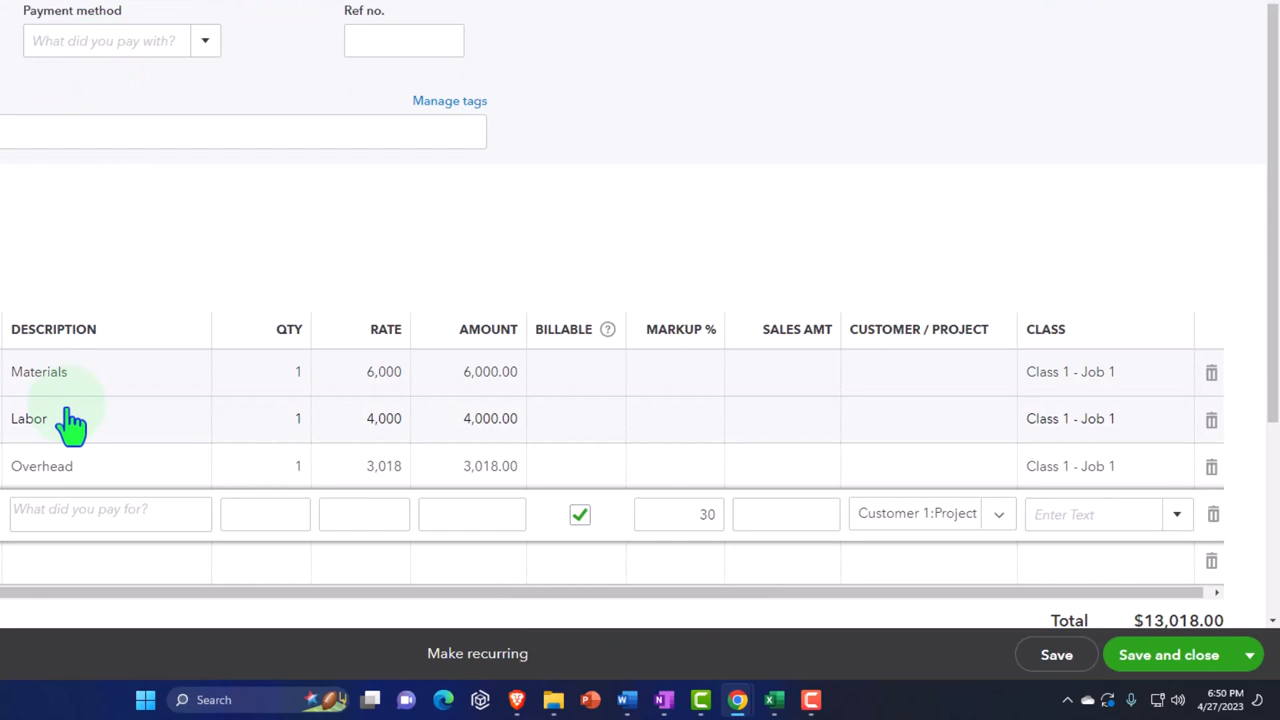 Payment method Ref no.
What did you pay with?
Manage tags
DESCRIPTION QTY RATE AMOUNT BILLABLE ? MARKUP % SALES AMT CUSTOMER / PROJECT CLASS
Materials 1 6,000 6,000.00 Class 1 - Job 1
Labor 1 4,000 4,000.00 Class 1 - Job 1
Overhead 1 3,018 3,018.00 Class 1 - Job 1
What did you pay for? 30 Customer 1:Project Enter Text
Total $13,018.00
Make recurring Save Save and close
Search 6:50 PM
4/27/2023